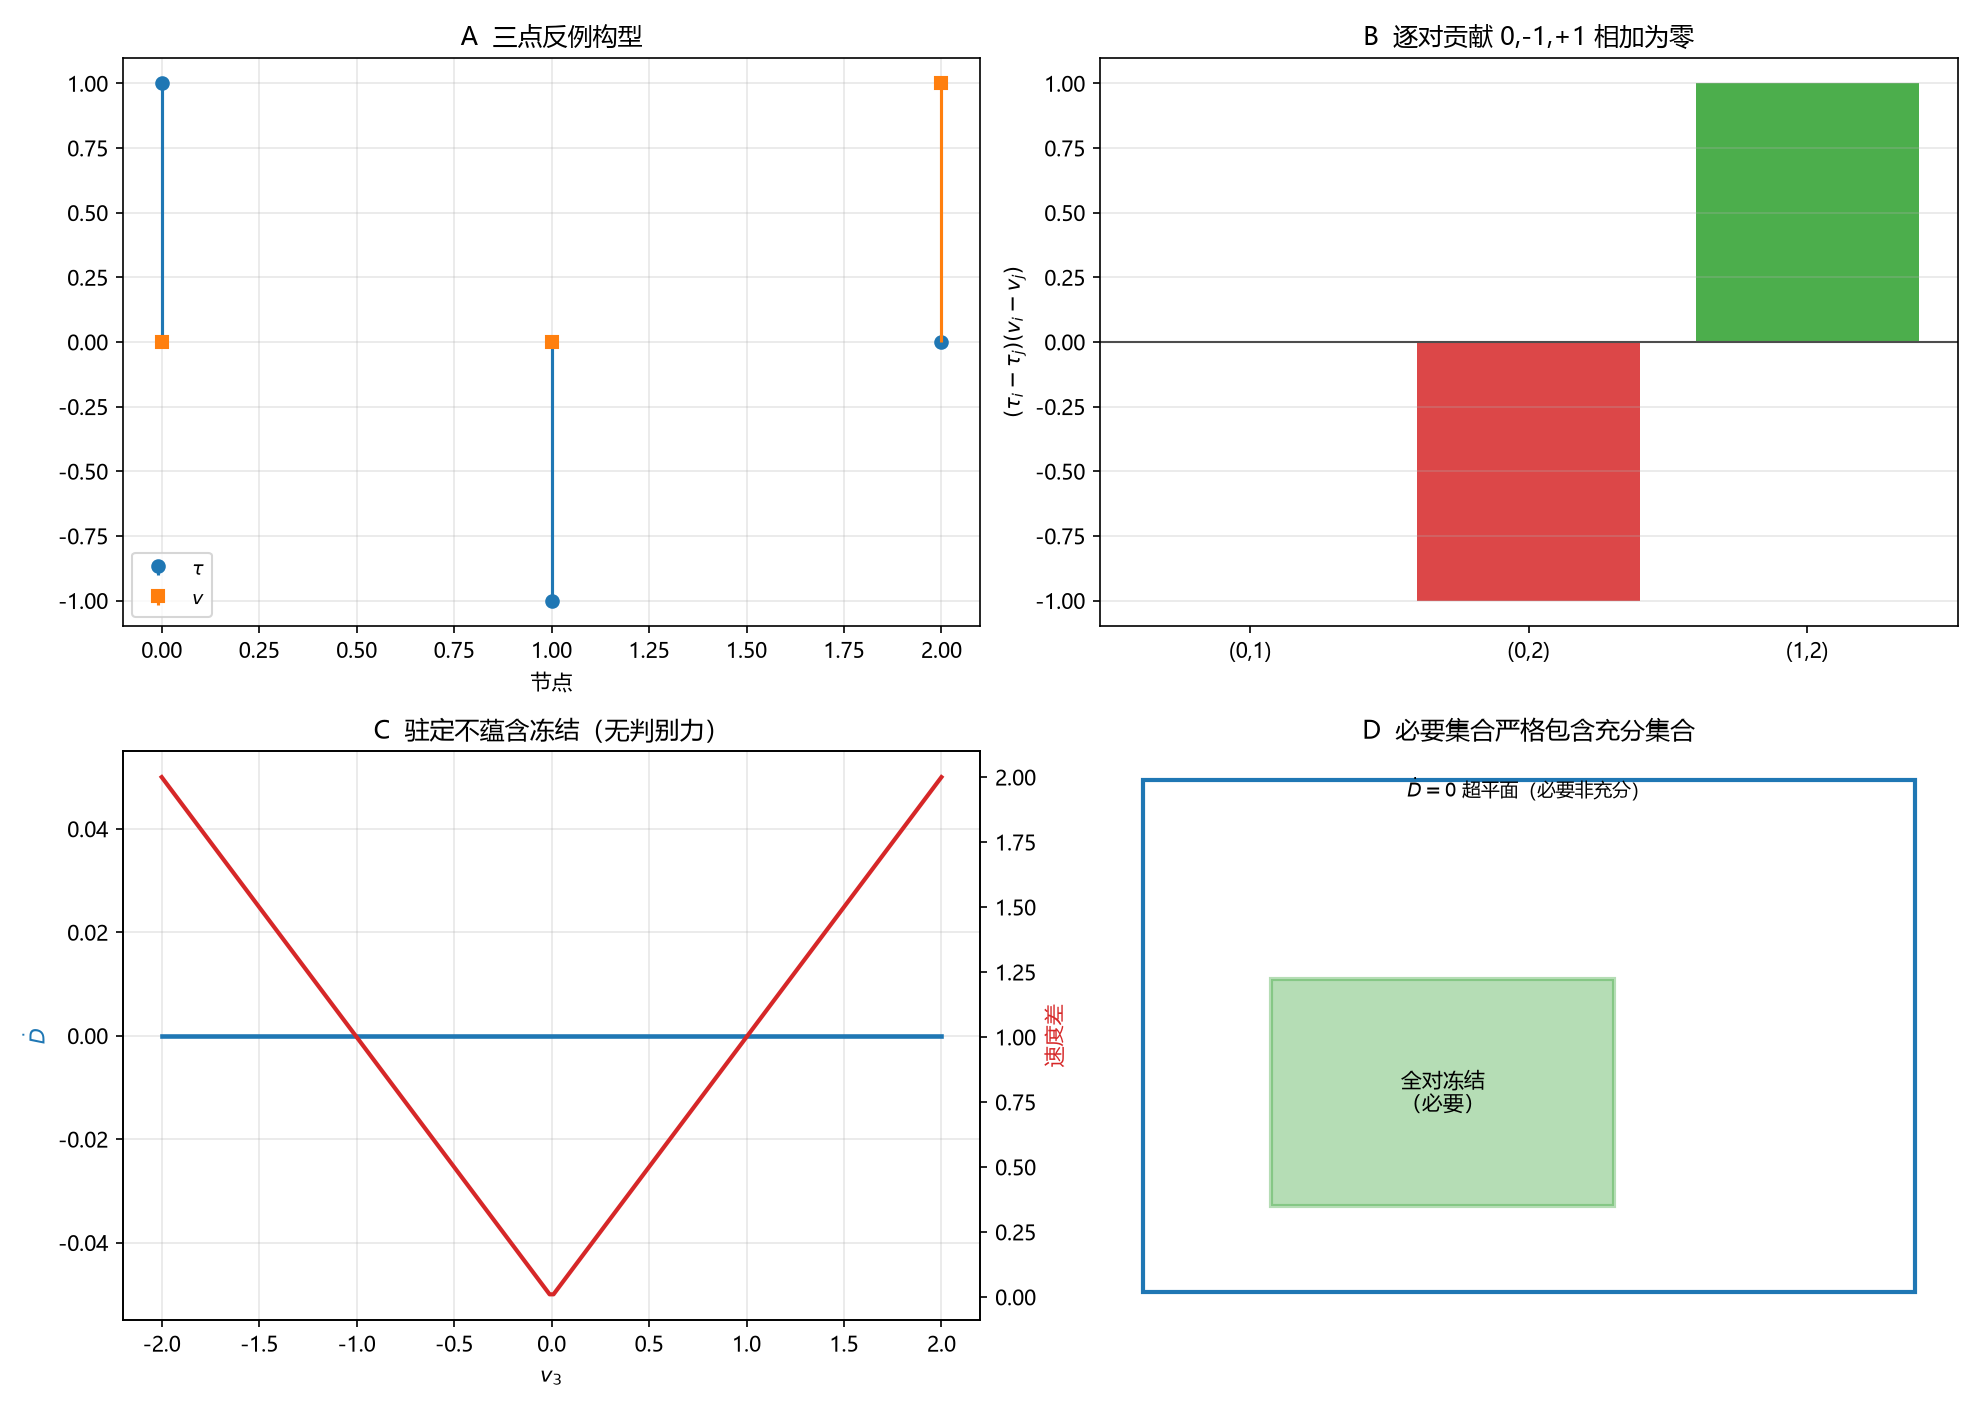 A 三点反例构型
1.00
0.75
0.50
0.25
0.00
-0.25
-0.50
-0.75
-1.00
τ
v
0.00 0.25 0.50 0.75 1.00 1.25 1.50 1.75 2.00
节点
B 逐对贡献 0,-1,+1 相加为零
(τᵢ − τⱼ)(vᵢ − vⱼ)
1.00
0.75
0.50
0.25
0.00
-0.25
-0.50
-0.75
-1.00
(0,1) (0,2) (1,2)
C 驻定不蕴含冻结（无判别力）
Ḋ
0.04
0.02
0.00
-0.02
-0.04
2.00
1.75
1.50
1.25
1.00
0.75
0.50
0.25
0.00
速度差
-2.0 -1.5 -1.0 -0.5 0.0 0.5 1.0 1.5 2.0
v₃
D 必要集合严格包含充分集合
Ḋ = 0 超平面（必要非充分）
全对冻结
（必要）